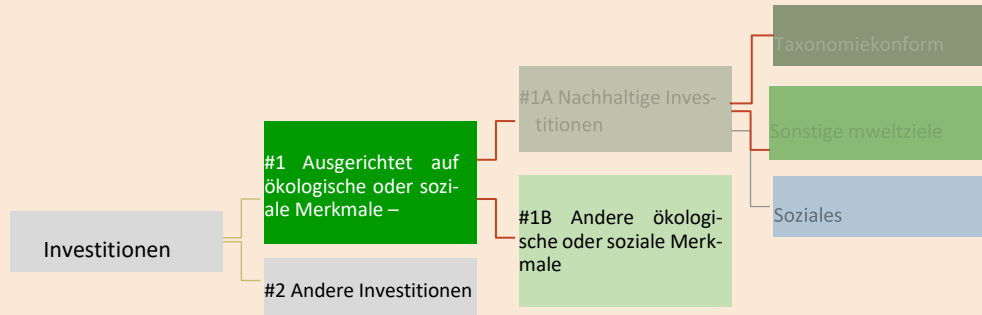 Taxonomiekonform
#1A Nachhaltige Inves-
titionen
Sonstige mweltziele
#1 Ausgerichtet auf
ökologische oder sozi-
ale Merkmale –
#1B Andere ökologi-
sche oder soziale Merk-
male
Soziales
Investitionen
#2 Andere Investitionen